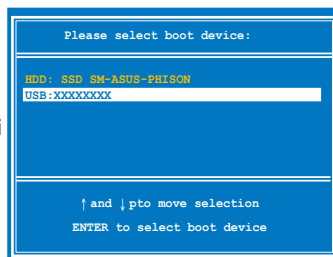 Please select boot device:
HDD: SSD SM-ASUS-PHISON
USB:XXXXXXXX
↑and ↓pto move selection
ENTER to select boot device